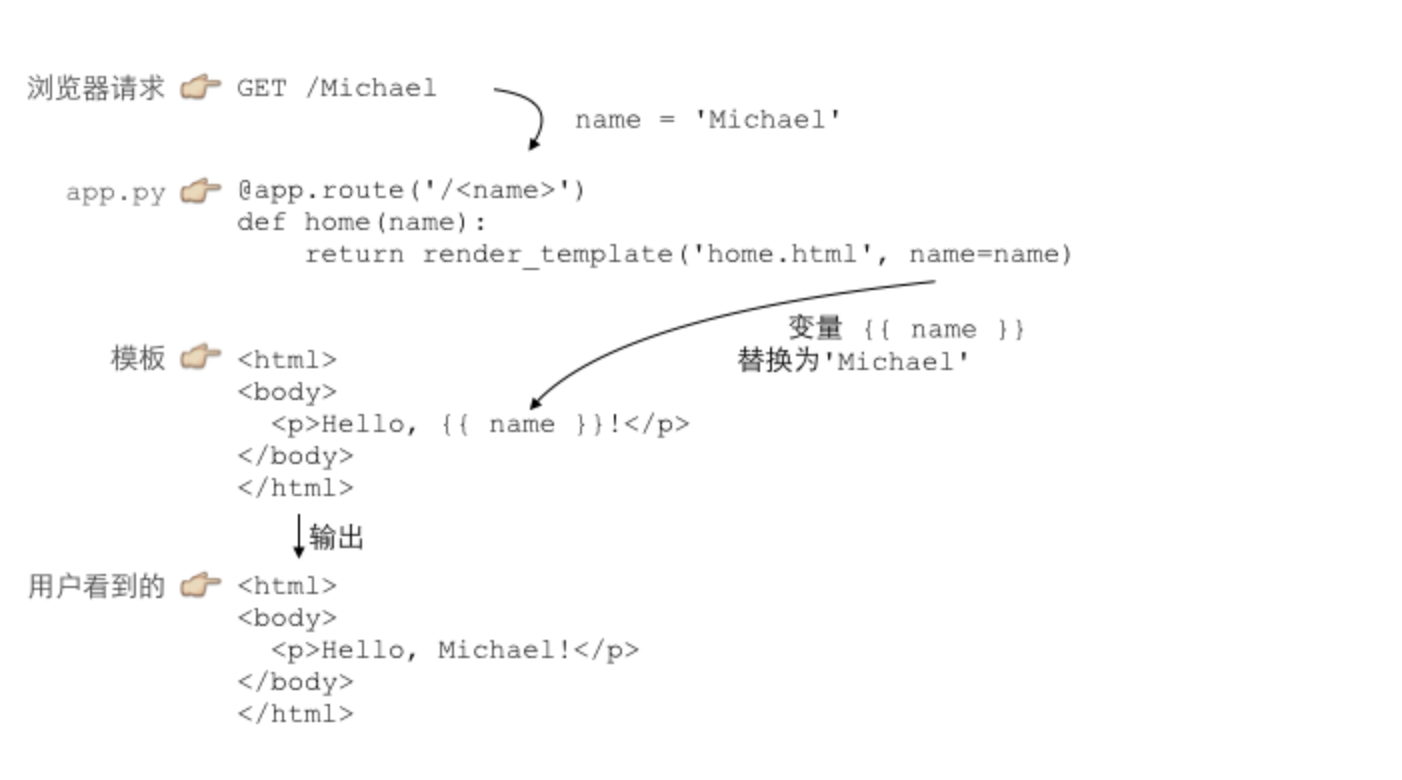 浏览器请求 👉 GET /Michael
name = 'Michael'
app.py 👉 @app.route('/<name>')
def home(name):
    return render_template('home.html', name=name)
变量 {{ name }}
替换为'Michael'
模板 👉 <html>
<body>
  <p>Hello, {{ name }}!</p>
</body>
</html>
输出
用户看到的 👉 <html>
<body>
  <p>Hello, Michael!</p>
</body>
</html>